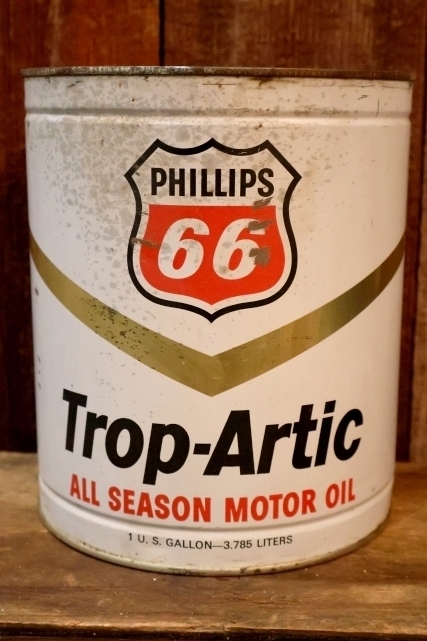 PHILLIPS
66
Trop-Artic
ALL SEASON MOTOR OIL
1 U. S. GALLON—3.785 LITERS